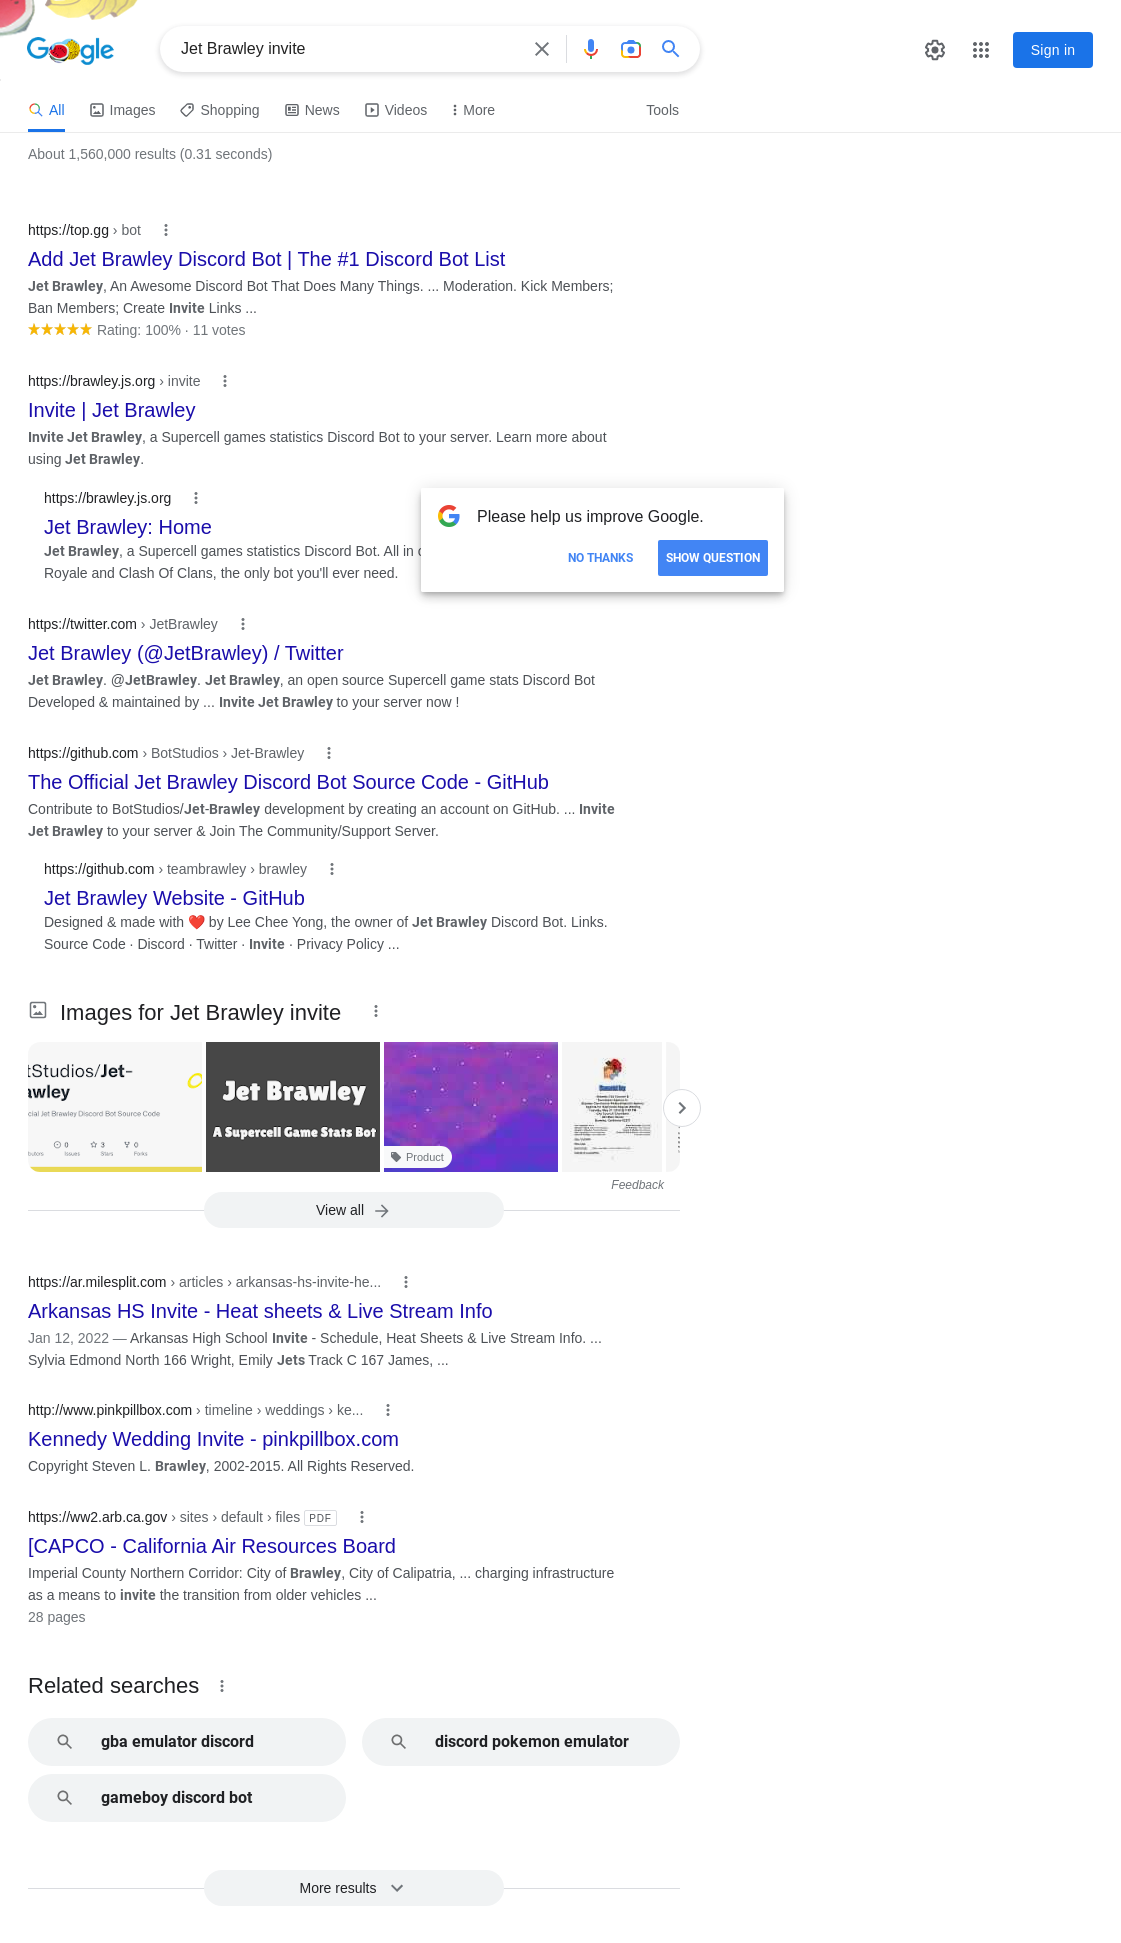 Google
Jet Brawley invite
Sign in
All
Images
Shopping
News
Videos
More
Tools
About 1,560,000 results (0.31 seconds)
https://top.gg › bot
Add Jet Brawley Discord Bot | The #1 Discord Bot List
Jet Brawley, An Awesome Discord Bot That Does Many Things. ... Moderation. Kick Members;
Ban Members; Create Invite Links ...
Rating: 100% · 11 votes
https://brawley.js.org › invite
Invite | Jet Brawley
Invite Jet Brawley, a Supercell games statistics Discord Bot to your server. Learn more about
using Jet Brawley.
https://brawley.js.org
Jet Brawley: Home
Jet Brawley, a Supercell games statistics Discord Bot. All in
Royale and Clash Of Clans, the only bot you'll ever need.
Please help us improve Google.
NO THANKS
SHOW QUESTION
https://twitter.com › JetBrawley
Jet Brawley (@JetBrawley) / Twitter
Jet Brawley. @JetBrawley. Jet Brawley, an open source Supercell game stats Discord Bot
Developed & maintained by ... Invite Jet Brawley to your server now !
https://github.com › BotStudios › Jet-Brawley
The Official Jet Brawley Discord Bot Source Code - GitHub
Contribute to BotStudios/Jet-Brawley development by creating an account on GitHub. ... Invite
Jet Brawley to your server & Join The Community/Support Server.
https://github.com › teambrawley › brawley
Jet Brawley Website - GitHub
Designed & made with ❤️ by Lee Chee Yong, the owner of Jet Brawley Discord Bot. Links.
Source Code · Discord · Twitter · Invite · Privacy Policy ...
Images for Jet Brawley invite
tStudios/Jet-
awley
cial Jet Brawley Discord Bot Source Code
0
3
0
butors
Issues
Stars
Forks
Jet Brawley
A Supercell Game Stats Bot
Product
Feedback
View all
https://ar.milesplit.com › articles › arkansas-hs-invite-he...
Arkansas HS Invite - Heat sheets & Live Stream Info
Jan 12, 2022 — Arkansas High School Invite - Schedule, Heat Sheets & Live Stream Info. ...
Sylvia Edmond North 166 Wright, Emily Jets Track C 167 James, ...
http://www.pinkpillbox.com › timeline › weddings › ke...
Kennedy Wedding Invite - pinkpillbox.com
Copyright Steven L. Brawley, 2002-2015. All Rights Reserved.
https://ww2.arb.ca.gov › sites › default › files PDF
[CAPCO - California Air Resources Board
Imperial County Northern Corridor: City of Brawley, City of Calipatria, ... charging infrastructure
as a means to invite the transition from older vehicles ...
28 pages
Related searches
gba emulator discord
discord pokemon emulator
gameboy discord bot
More results